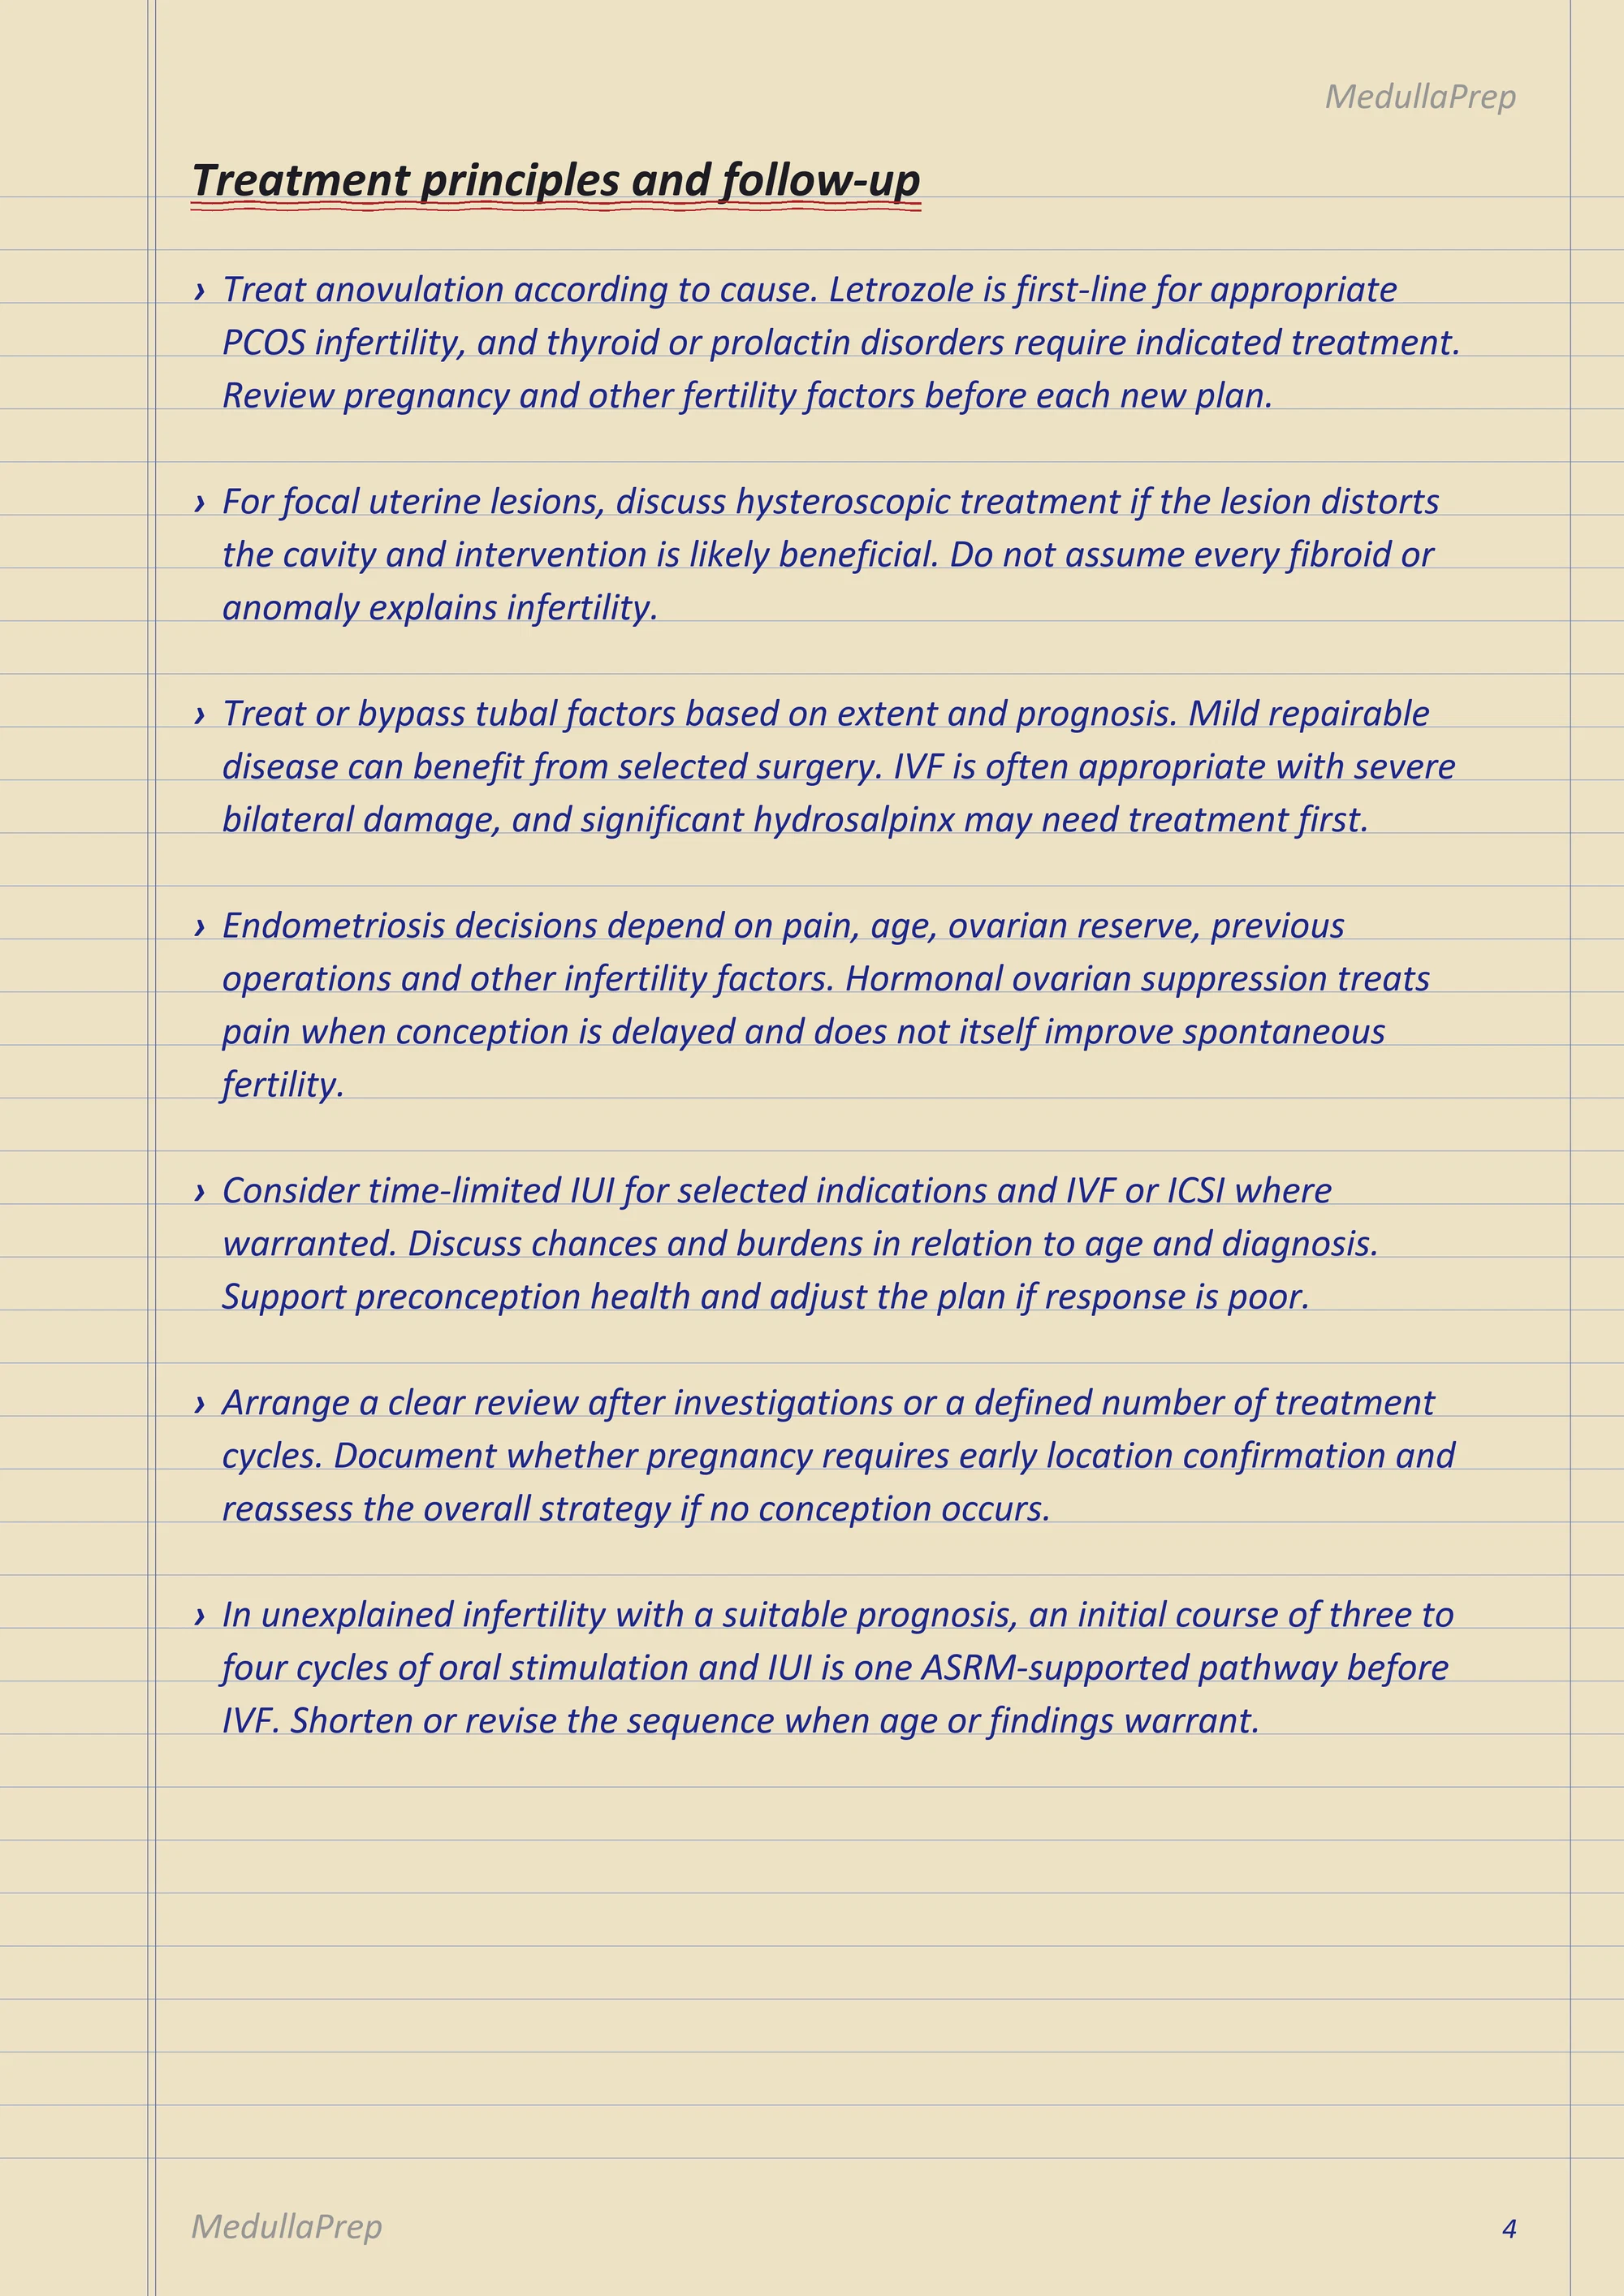 MedullaPrep
Treatment principles and follow-up
› Treat anovulation according to cause. Letrozole is first-line for appropriate
PCOS infertility, and thyroid or prolactin disorders require indicated treatment.
Review pregnancy and other fertility factors before each new plan.
› For focal uterine lesions, discuss hysteroscopic treatment if the lesion distorts
the cavity and intervention is likely beneficial. Do not assume every fibroid or
anomaly explains infertility.
› Treat or bypass tubal factors based on extent and prognosis. Mild repairable
disease can benefit from selected surgery. IVF is often appropriate with severe
bilateral damage, and significant hydrosalpinx may need treatment first.
› Endometriosis decisions depend on pain, age, ovarian reserve, previous
operations and other infertility factors. Hormonal ovarian suppression treats
pain when conception is delayed and does not itself improve spontaneous
fertility.
› Consider time-limited IUI for selected indications and IVF or ICSI where
warranted. Discuss chances and burdens in relation to age and diagnosis.
Support preconception health and adjust the plan if response is poor.
› Arrange a clear review after investigations or a defined number of treatment
cycles. Document whether pregnancy requires early location confirmation and
reassess the overall strategy if no conception occurs.
› In unexplained infertility with a suitable prognosis, an initial course of three to
four cycles of oral stimulation and IUI is one ASRM-supported pathway before
IVF. Shorten or revise the sequence when age or findings warrant.
MedullaPrep
4